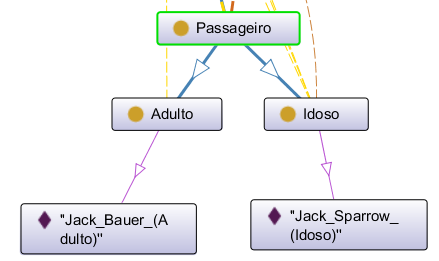 Passageiro
Adulto
Idoso
"Jack_Bauer_(A
dulto)"
"Jack_Sparrow_
(Idoso)"